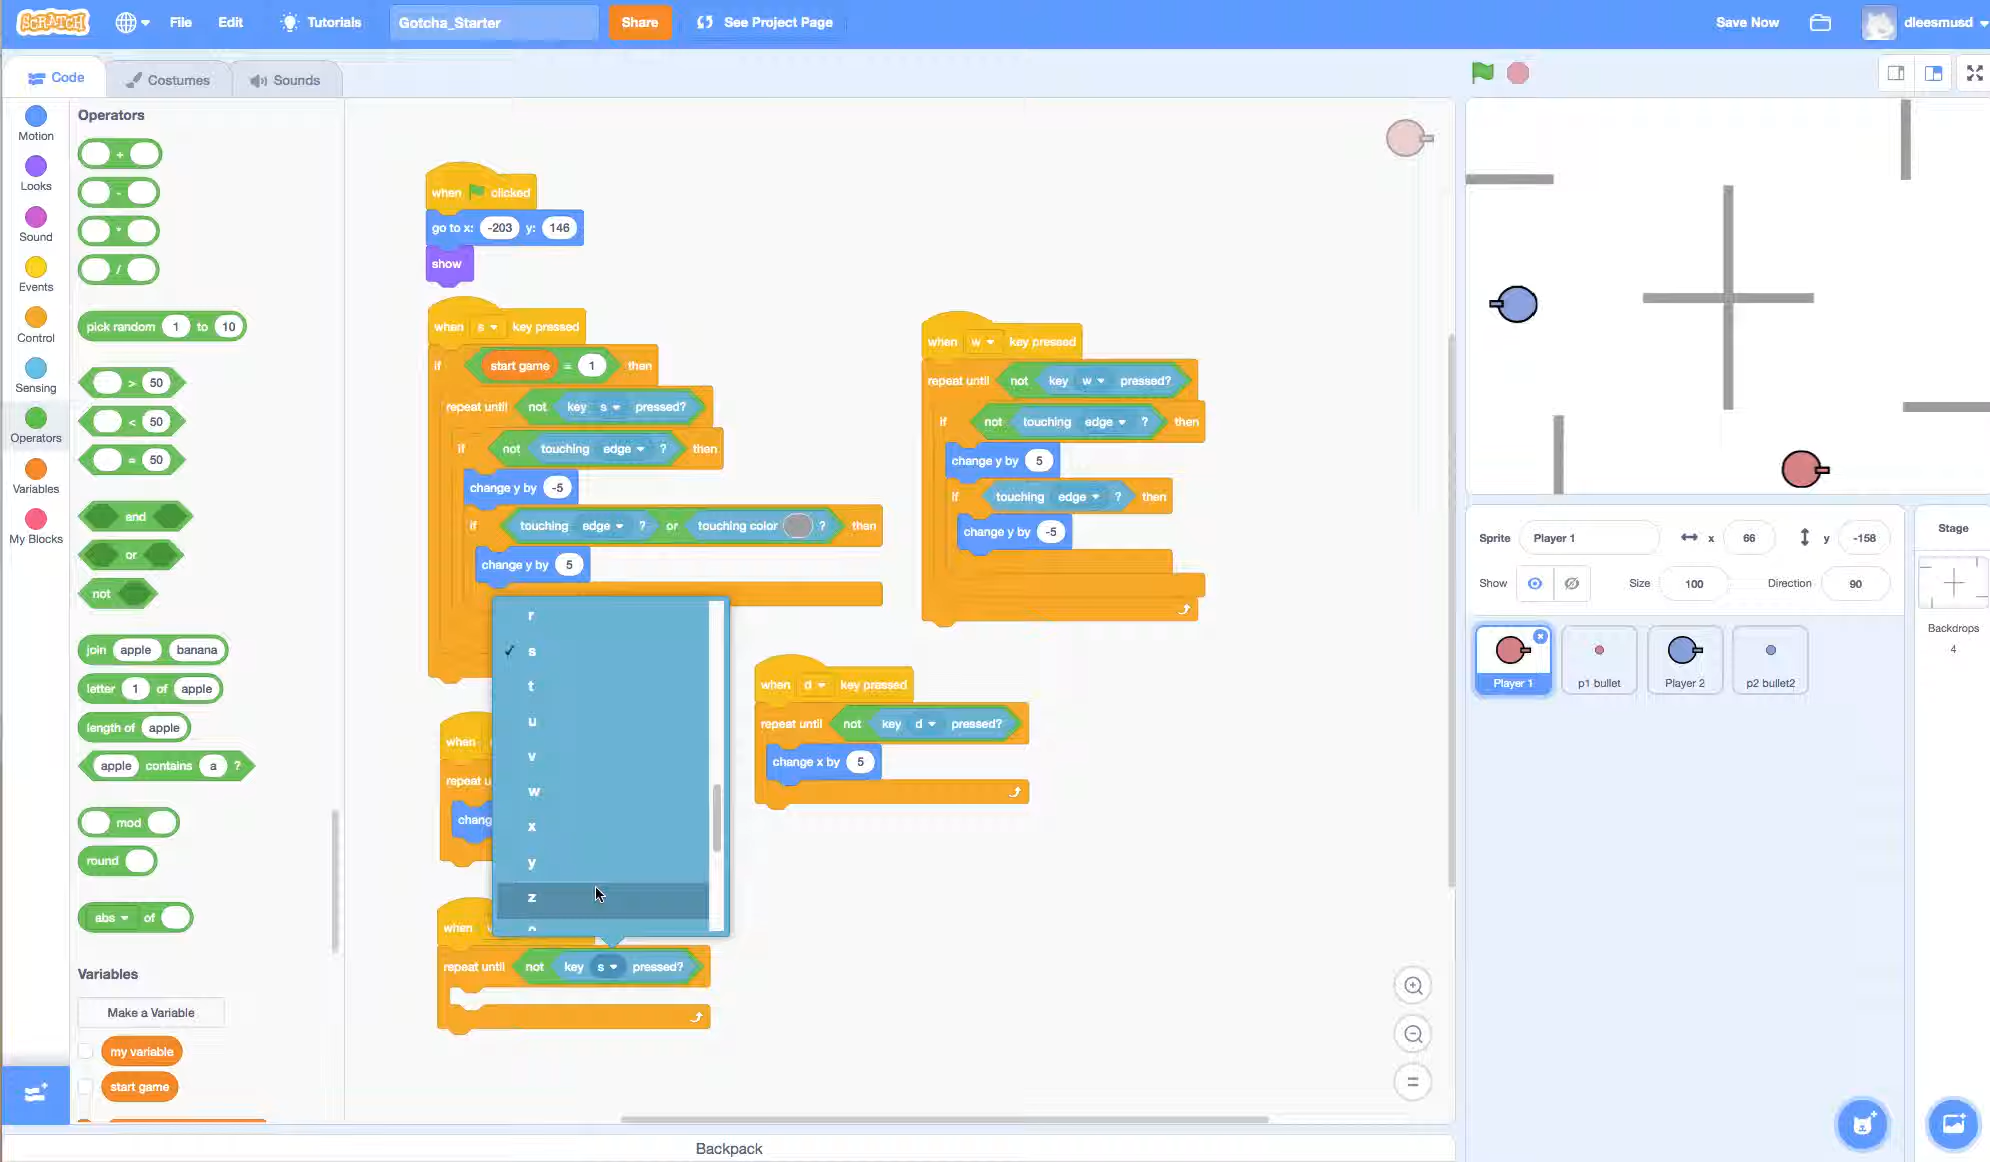 SCRATCH File Edit Tutorials Gotcha_Starter Share See Project Page Save Now dleesmusd
Code Costumes Sounds
Motion
Looks
Sound
Events
Control
Sensing
Operators
Variables
My Blocks
Operators
+
-
*
/
pick random 1 to 10
> 50
< 50
= 50
and
or
not
join apple banana
letter 1 of apple
length of apple
apple contains a ?
mod
round
abs of
Variables
Make a Variable
my variable
start game
when clicked
go to x: -203 y: 146
show
when s key pressed
if start game = 1 then
repeat until not key s pressed?
if not touching edge ? then
change y by -5
if touching edge ? or touching color ? then
change y by 5
when w key pressed
repeat until not key w pressed?
if not touching edge ? then
change y by 5
if touching edge ? then
change y by -5
when d key pressed
repeat until not key d pressed?
change x by 5
when
repeat u
chang
when
repeat until not key s pressed?
r
✓ s
t
u
v
w
x
y
z
Sprite Player 1 x 66 y -158
Show Size 100 Direction 90
Player 1 p1 bullet Player 2 p2 bullet2
Stage
Backdrops
4
Backpack